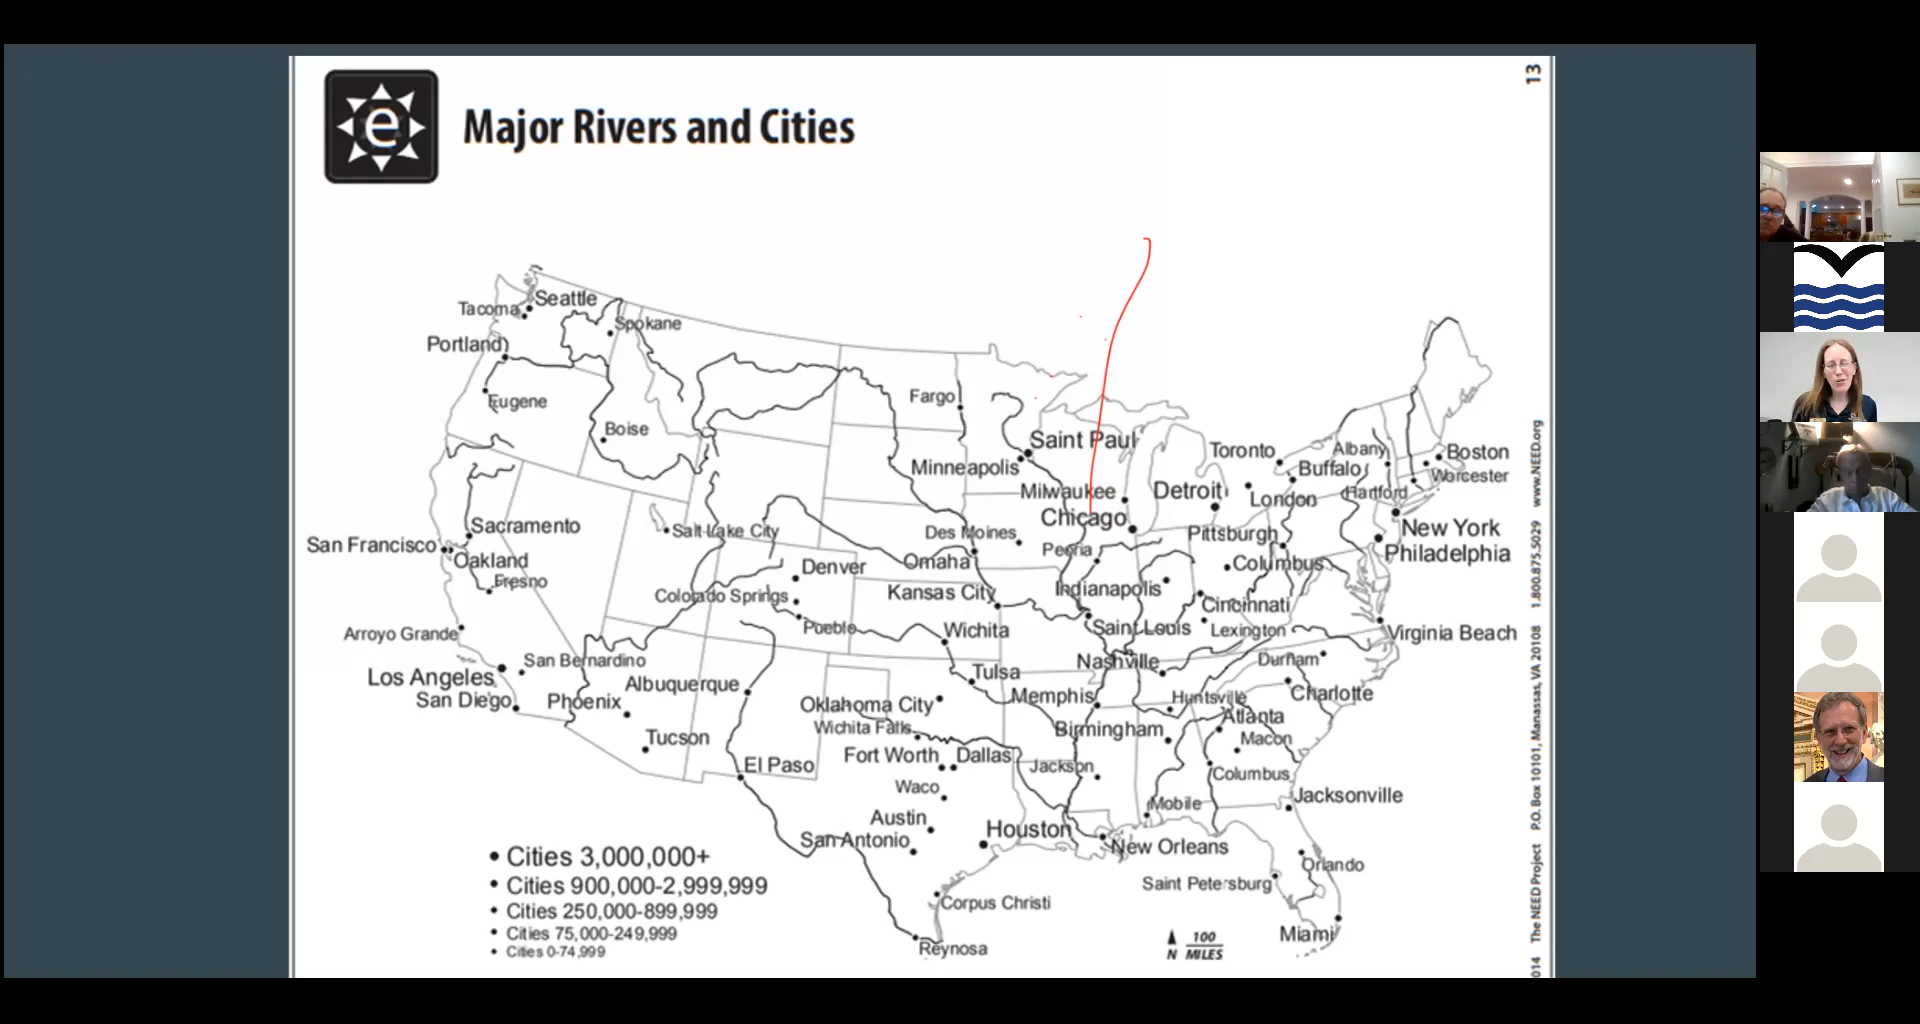 e
Major Rivers and Cities
13
Seattle
Tacoma
Spokane
Portland
Fargo
Eugene
Boise
Saint Paul
Minneapolis
Toronto
Albany
Boston
Buffalo
Worcester
Milwaukee
Detroit
London
Hartford
Chicago
Sacramento
Salt Lake City
Des Moines
Pittsburgh
New York
San Francisco
Oakland
Peoria
Philadelphia
Omaha
Denver
Columbus
Fresno
Colorado Springs
Kansas City
Indianapolis
Cincinnati
Pueblo
Wichita
Saint Louis
Lexington
Arroyo Grande
Virginia Beach
San Bernardino
Nashville
Durham
Los Angeles
Tulsa
Albuquerque
San Diego
Phoenix
Oklahoma City
Memphis
Huntsville
Charlotte
Wichita Falls
Birmingham
Atlanta
Tucson
Macon
El Paso
Fort Worth
Dallas
Jackson
Columbus
Waco
Mobile
Jacksonville
Austin
Houston
San Antonio
New Orleans
Orlando
Saint Petersburg
Corpus Christi
Miami
Reynosa
Cities 3,000,000+
Cities 900,000-2,999,999
Cities 250,000-899,999
Cities 75,000-249,999
Cities 0-74,999
N
100
MILES
014 The NEED Project P.O. Box 10101, Manassas, VA 20108 1.800.875.5029 www.NEED.org